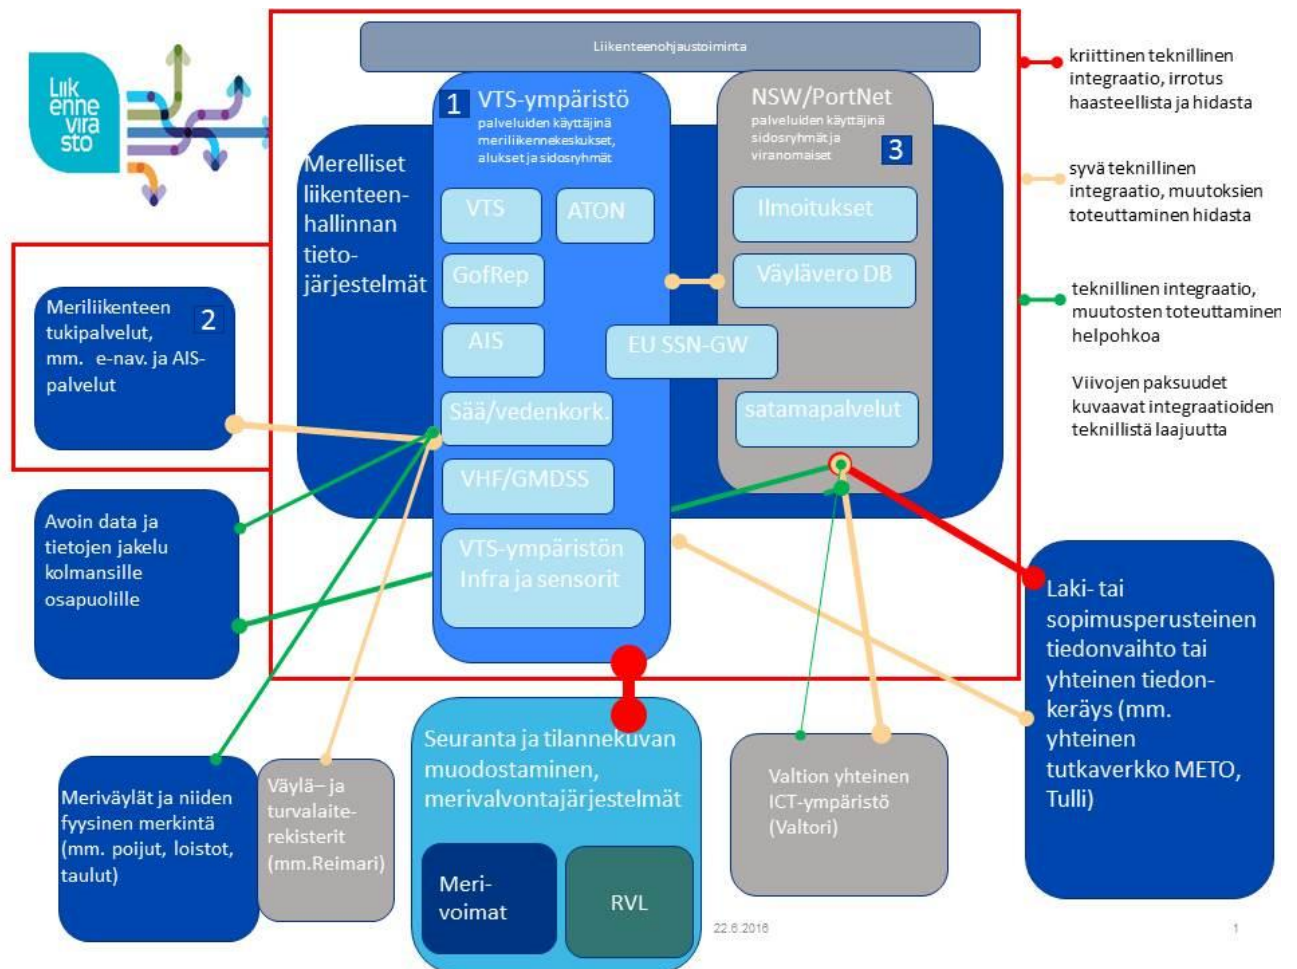 Liikenteenohjaustoiminta
Liik
enne
vira
sto
1 VTS-ympäristö
palveluiden käyttäjinä
meriliikennekeskukset,
alukset ja sidosryhmät
NSW/PortNet
palveluiden käyttäjinä
sidosryhmät ja
viranomaiset
3
Merelliset
liikenteen-
hallinnan
tieto-
järjestelmät
VTS
ATON
GofRep
AIS
Sää/vedenkork.
VHF/GMDSS
VTS-ympäristön
Infra ja sensorit
Ilmoitukset
Väylävero DB
EU SSN-GW
satamapalvelut
kriittinen teknillinen
integraatio, irrotus
haasteellista ja hidasta
syvä teknillinen
integraatio, muutoksien
toteuttaminen hidasta
teknillinen integraatio,
muutosten toteuttaminen
helpohkoa
Viivojen paksuudet
kuvaavat integraatioiden
teknillistä laajuutta
Meriliikenteen
tukipalvelut,
mm. e-nav. ja AIS-
palvelut
2
Avoin data ja
tietojen jakelu
kolmansille
osapuolille
Meriväylät ja niiden
fyysinen merkintä
(mm. poijut, loistot,
taulut)
Väylä– ja
turvalaite-
rekisterit
(mm.Reimari)
Seuranta ja tilannekuvan
muodostaminen,
merivalvontajärjestelmät
Meri-
voimat
RVL
Valtion yhteinen
ICT-ympäristö
(Valtori)
Laki- tai
sopimusperusteinen
tiedonvaihto tai
yhteinen tiedon-
keräys (mm.
yhteinen
tutkaverkko METO,
Tulli)
22.6.2016
1